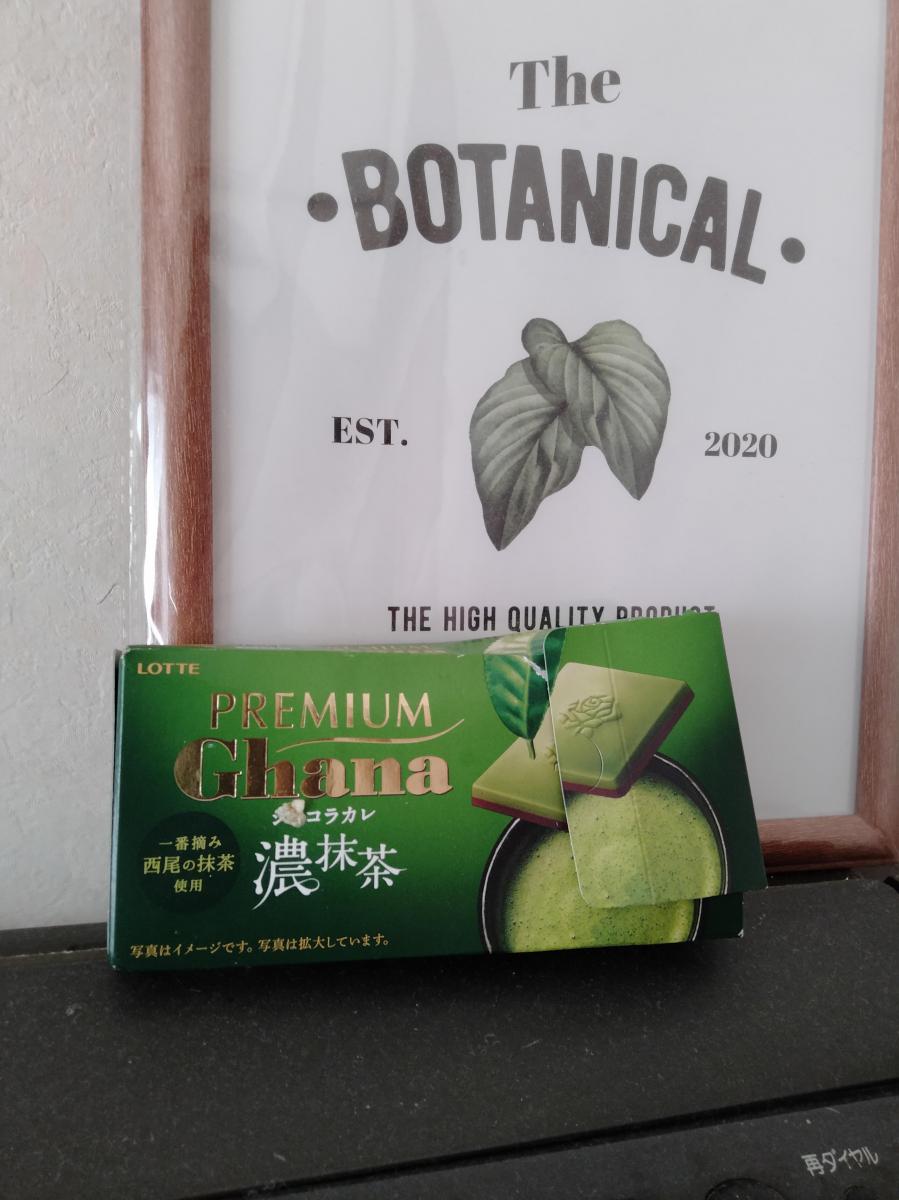 The
•BOTANICAL•
EST.
2020
THE HIGH QUALITY PRODUCT
LOTTE
PREMIUM
Ghana
コラカレ
一番摘み
西尾の抹茶
使用
濃抹茶
写真はイメージです。写真は拡大しています。
再ダイヤル